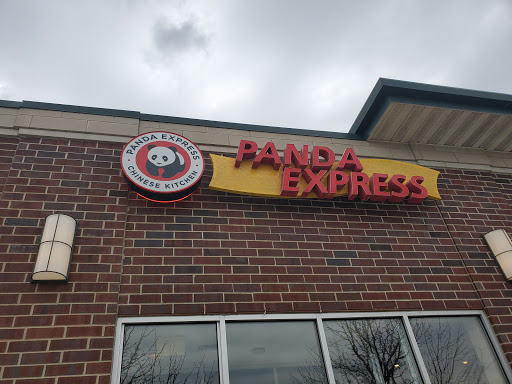 PANDA EXPRESS
CHINESE KITCHEN
PANDA
EXPRESS